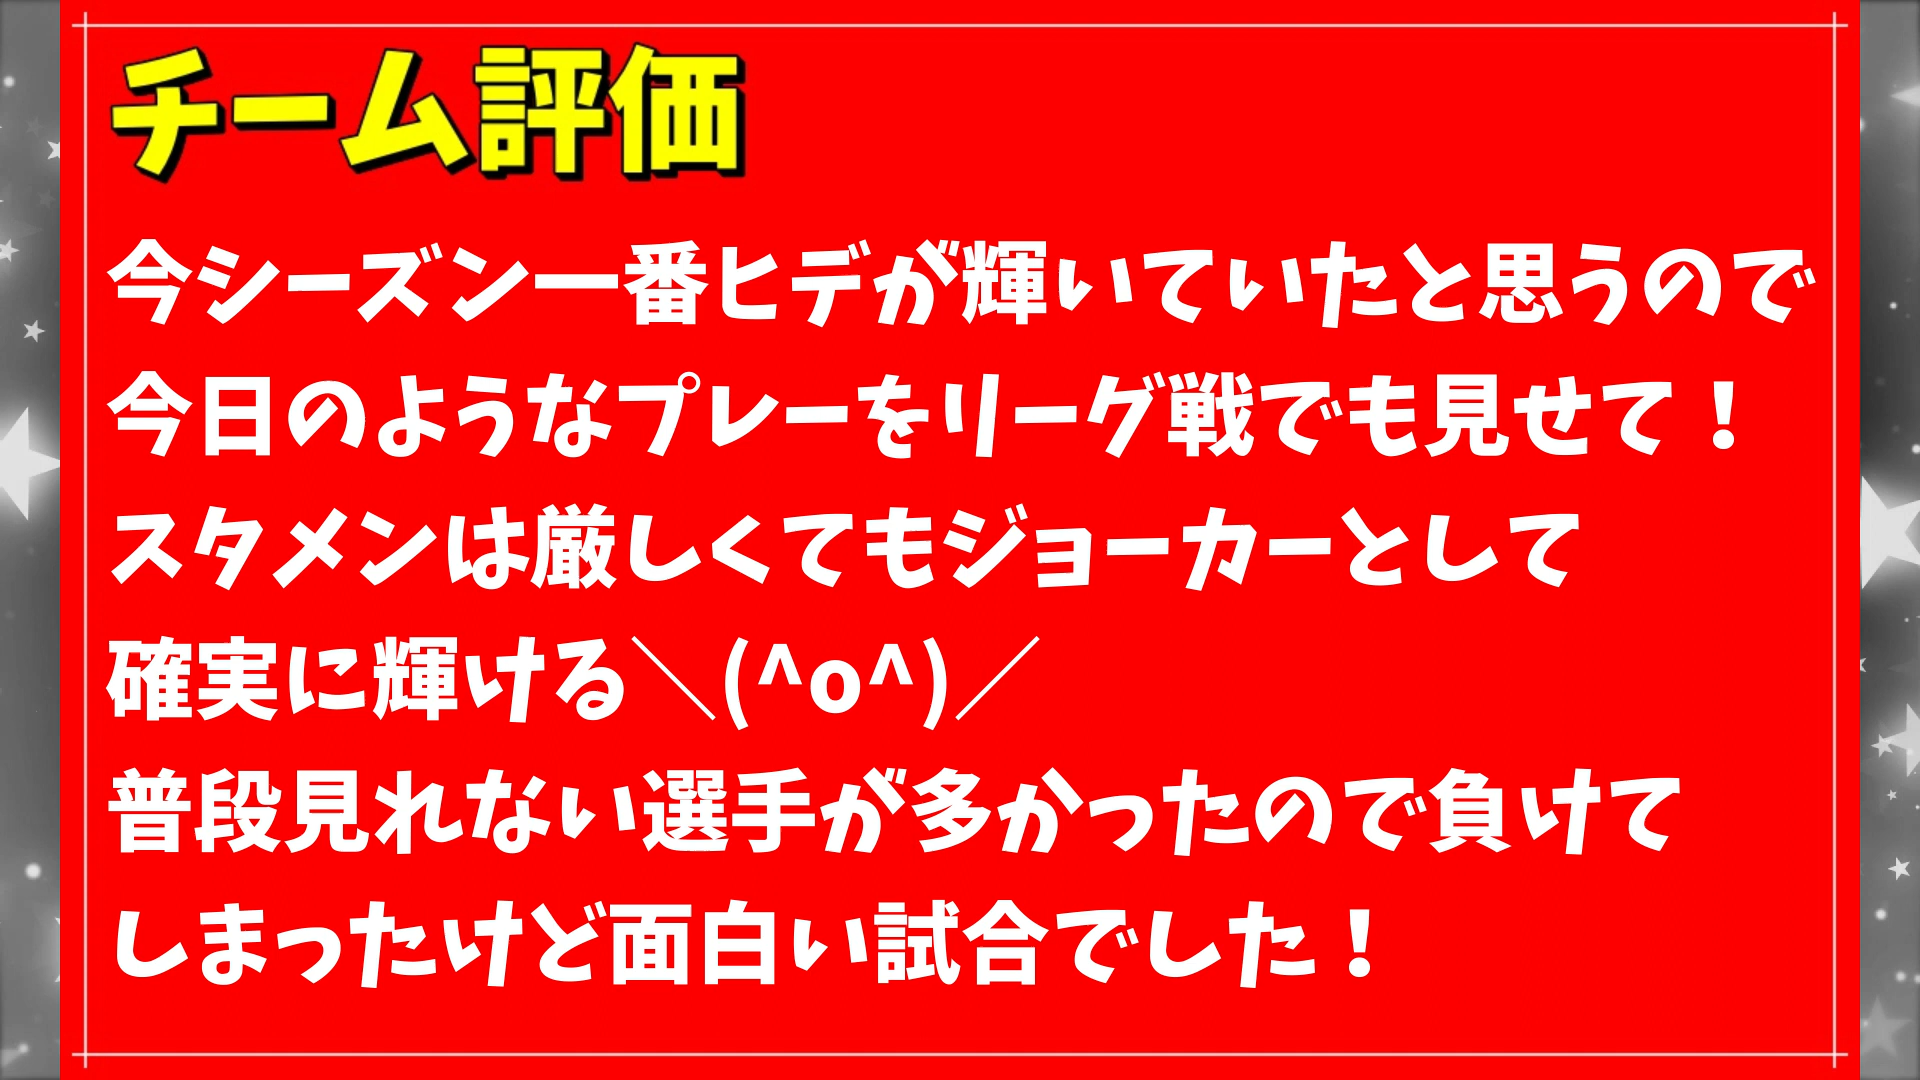 チーム評価
今シーズン一番ヒデが輝いていたと思うので
今日のようなプレーをリーグ戦でも見せて！
スタメンは厳しくてもジョーカーとして
確実に輝ける＼(^o^)／
普段見れない選手が多かったので負けて
しまったけど面白い試合でした！